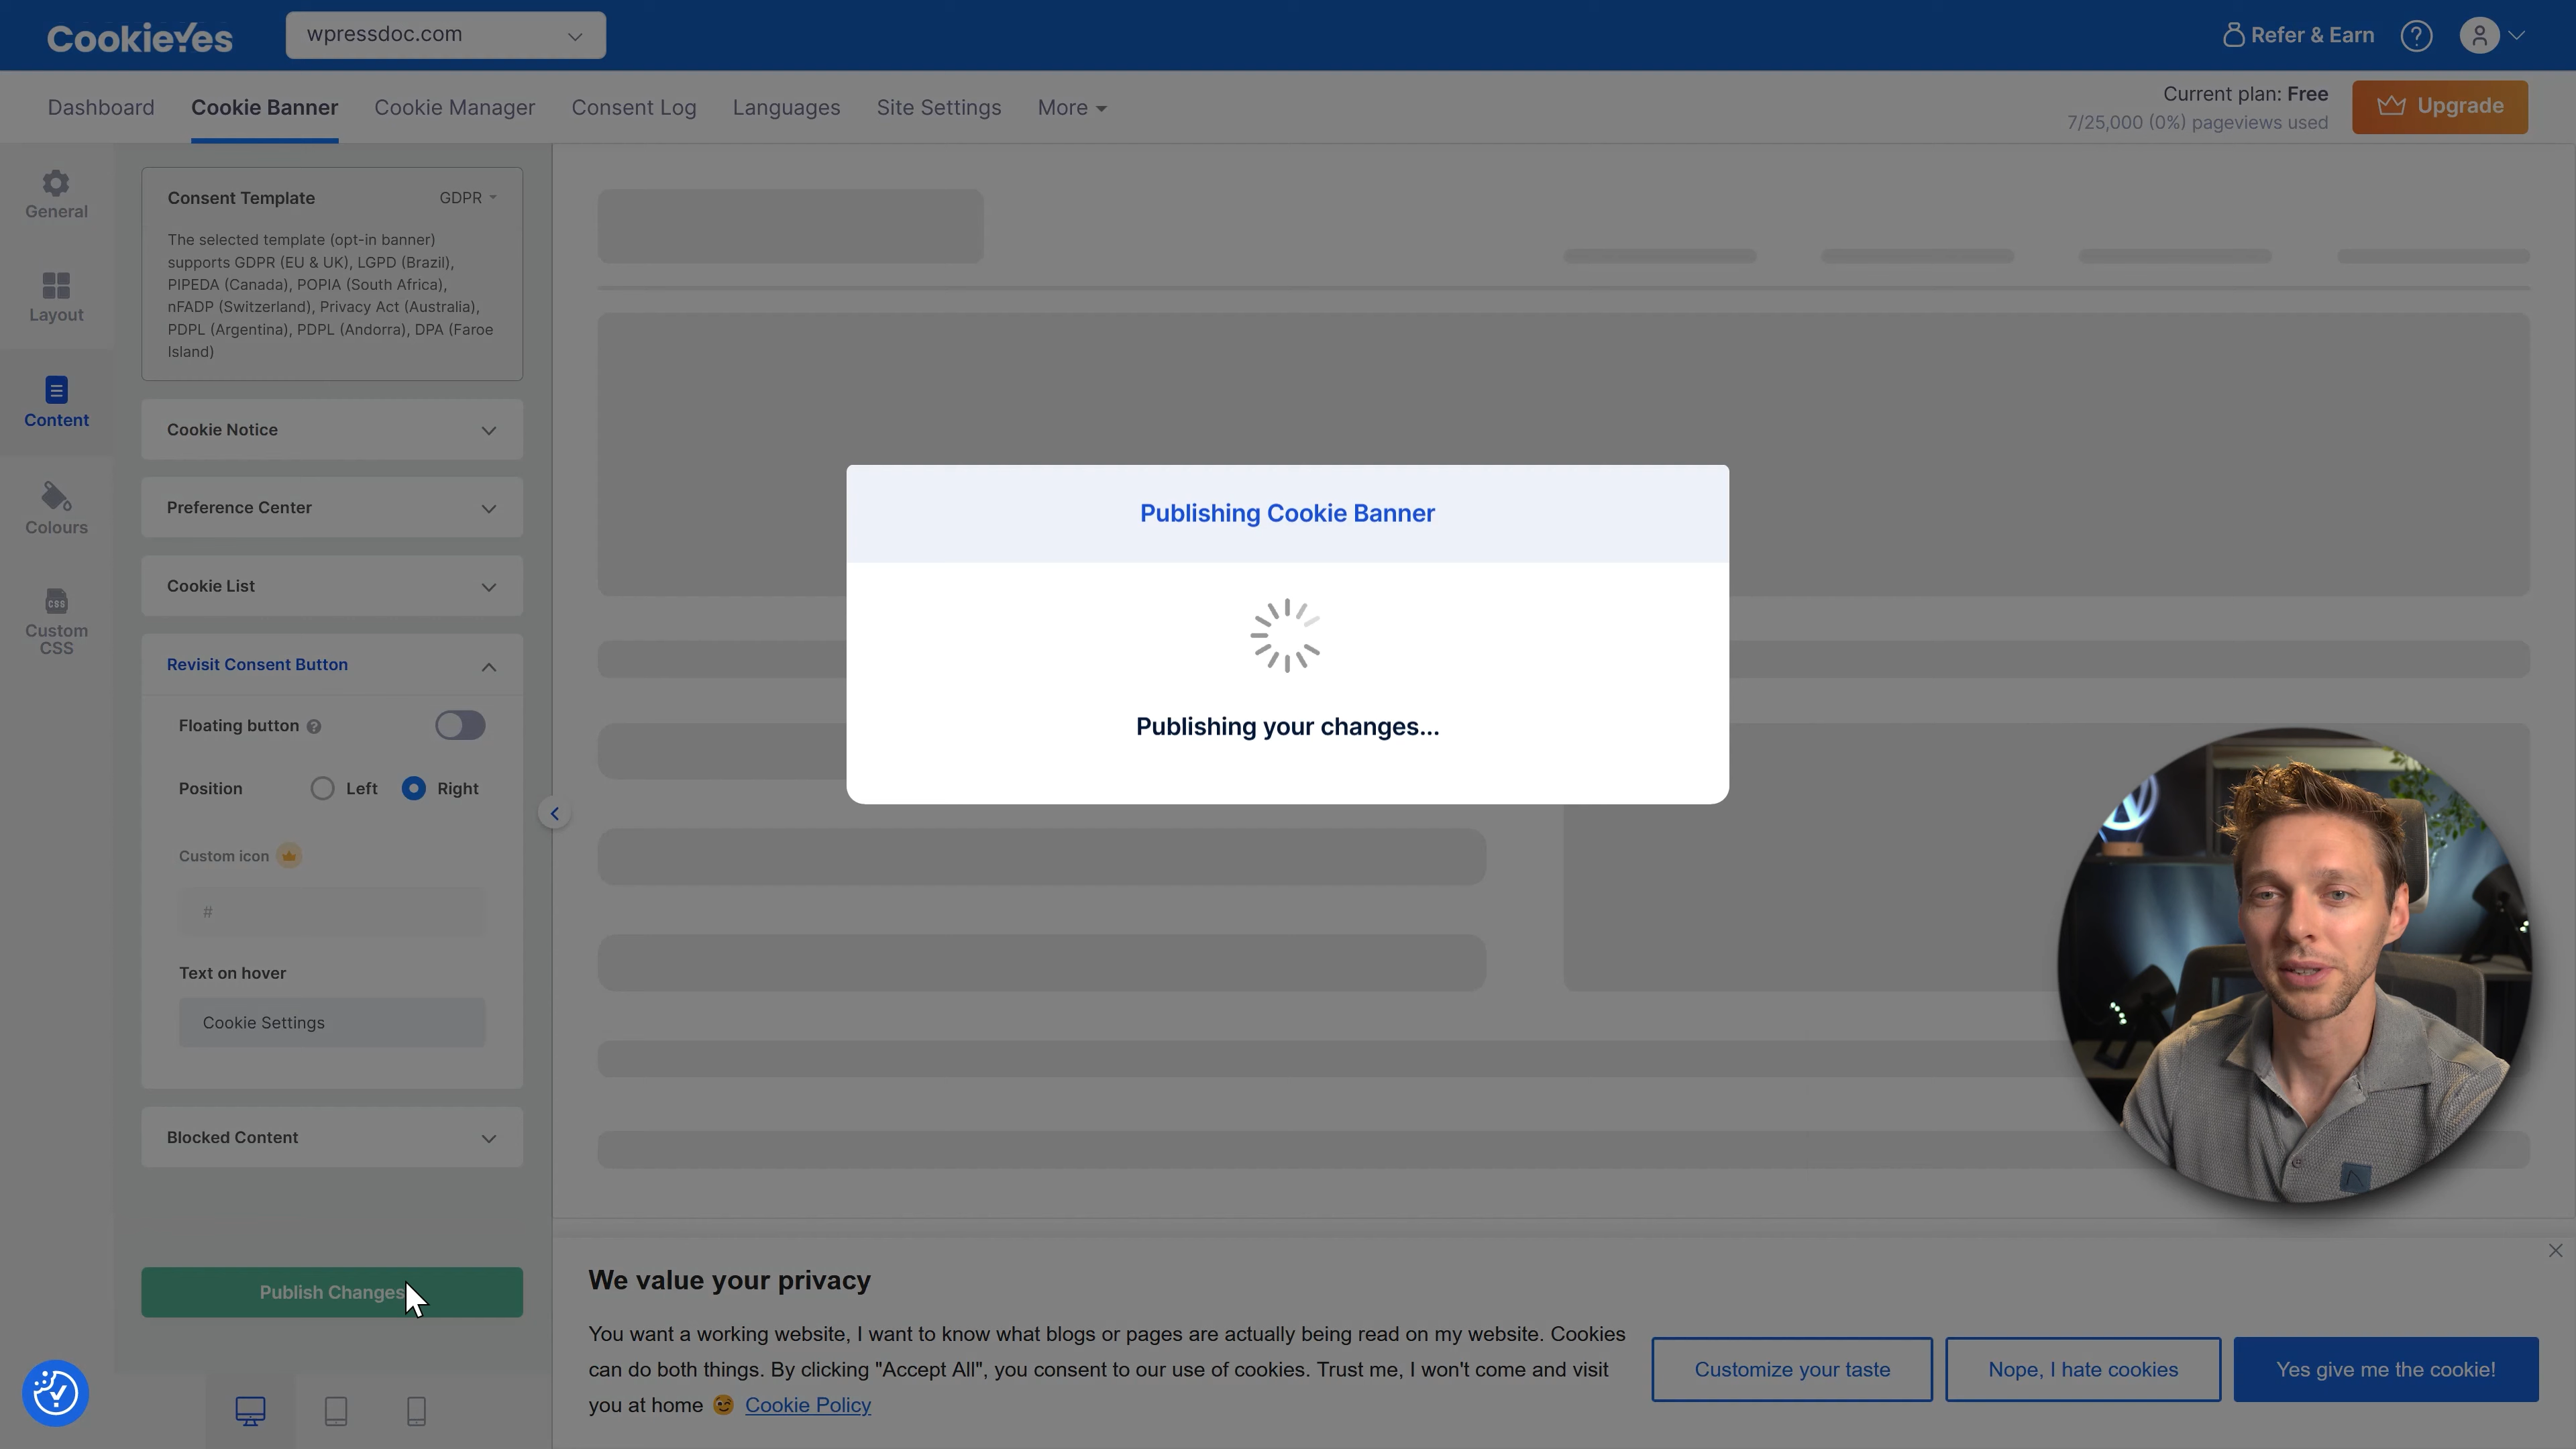 CookieYes
wpressdoc.com
Refer & Earn
?
Dashboard
Cookie Banner
Cookie Manager
Consent Log
Languages
Site Settings
More
Current plan: Free
7/25,000 (0%) pageviews used
Upgrade
General
Layout
Content
Colours
CSS
Custom
CSS
Consent Template
GDPR
The selected template (opt-in banner)
supports GDPR (EU & UK), LGPD (Brazil),
PIPEDA (Canada), POPIA (South Africa),
nFADP (Switzerland), Privacy Act (Australia),
PDPL (Argentina), PDPL (Andorra), DPA (Faroe
Island)
Cookie Notice
Preference Center
Cookie List
Revisit Consent Button
Floating button ?
Position
Left
Right
Custom icon
#
Text on hover
Cookie Settings
Blocked Content
Publish Changes
Publishing Cookie Banner
Publishing your changes...
We value your privacy
You want a working website, I want to know what blogs or pages are actually being read on my website. Cookies
can do both things. By clicking "Accept All", you consent to our use of cookies. Trust me, I won't come and visit
you at home 😉 Cookie Policy
Customize your taste
Nope, I hate cookies
Yes give me the cookie!